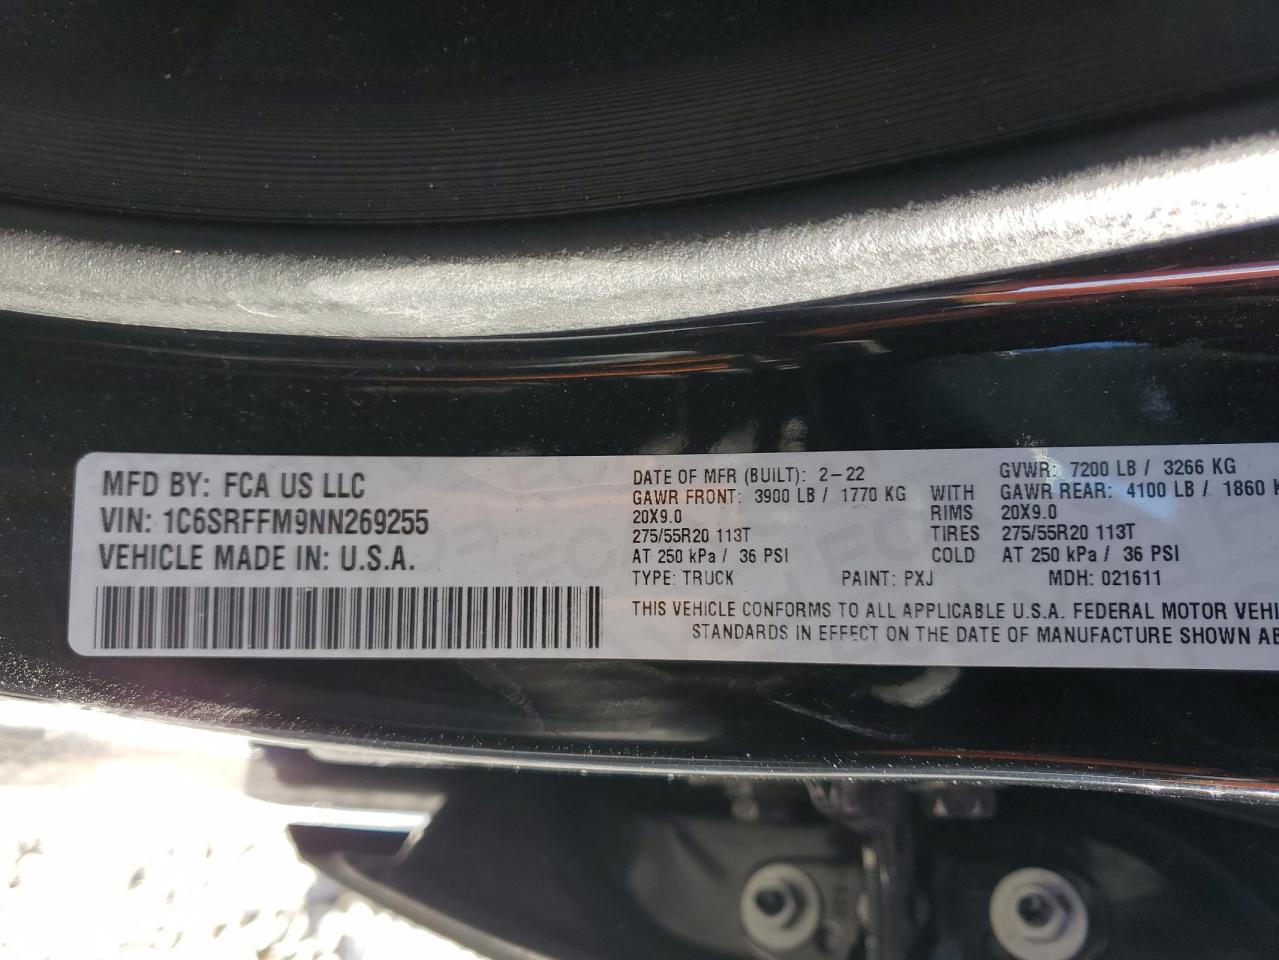 MFD BY: FCA US LLC
VIN: 1C6SRFFM9NN269255
VEHICLE MADE IN: U.S.A.
DATE OF MFR (BUILT): 2-22 GVWR: 7200 LB / 3266 KG
GAWR FRONT: 3900 LB / 1770 KG WITH GAWR REAR: 4100 LB / 1860
20X9.0 RIMS 20X9.0
275/55R20 113T TIRES 275/55R20 113T
AT 250 kPa / 36 PSI COLD AT 250 kPa / 36 PSI
TYPE: TRUCK PAINT: PXJ MDH: 021611
THIS VEHICLE CONFORMS TO ALL APPLICABLE U.S.A. FEDERAL MOTOR
STANDARDS IN EFFECT ON THE DATE OF MANUFACTURE SHOWN